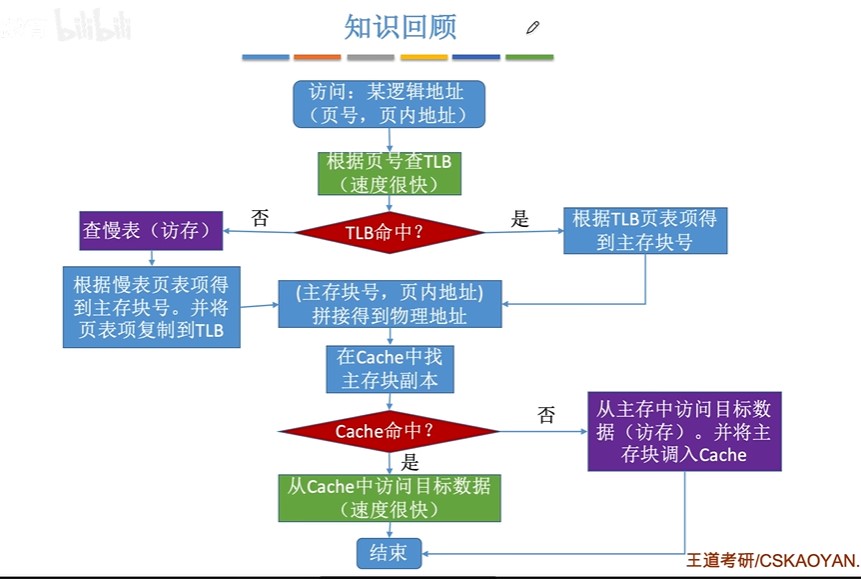 bilibili
知识回顾
访问：某逻辑地址
（页号，页内地址）
根据页号查TLB
（速度很快）
TLB命中？
否
是
查慢表（访存）
根据TLB页表项得
到主存块号
根据慢表页表项得
到主存块号。并将
页表项复制到TLB
(主存块号，页内地址)
拼接得到物理地址
在Cache中找
主存块副本
Cache命中？
否
是
从主存中访问目标数
据（访存）。并将主
存块调入Cache
从Cache中访问目标数据
（速度很快）
结束
王道考研/CSKAOYAN.